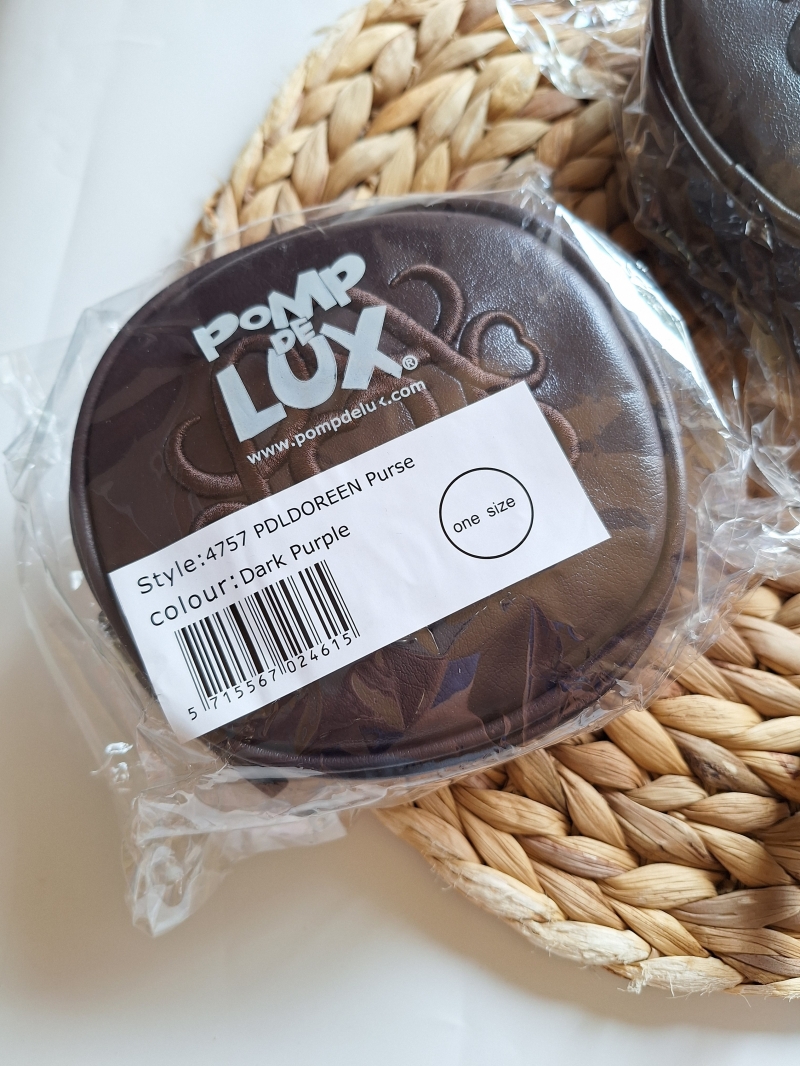 POMP
DE
LUX®
www.pompdelux.com
Style:4757 PDLDOREEN Purse
colour:Dark Purple
one size
5 715567 024615